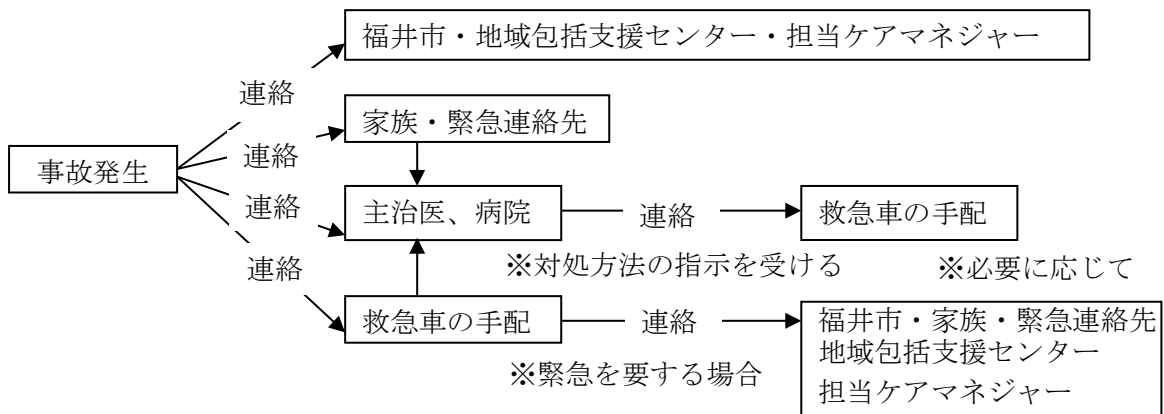 福井市・地域包括支援センター・担当ケアマネジャー
連絡
家族・緊急連絡先
連絡
事故発生
連絡
主治医、病院
連絡
救急車の手配
連絡
※対処方法の指示を受ける
※必要に応じて
救急車の手配
連絡
福井市・家族・緊急連絡先
地域包括支援センター
担当ケアマネジャー
※緊急を要する場合